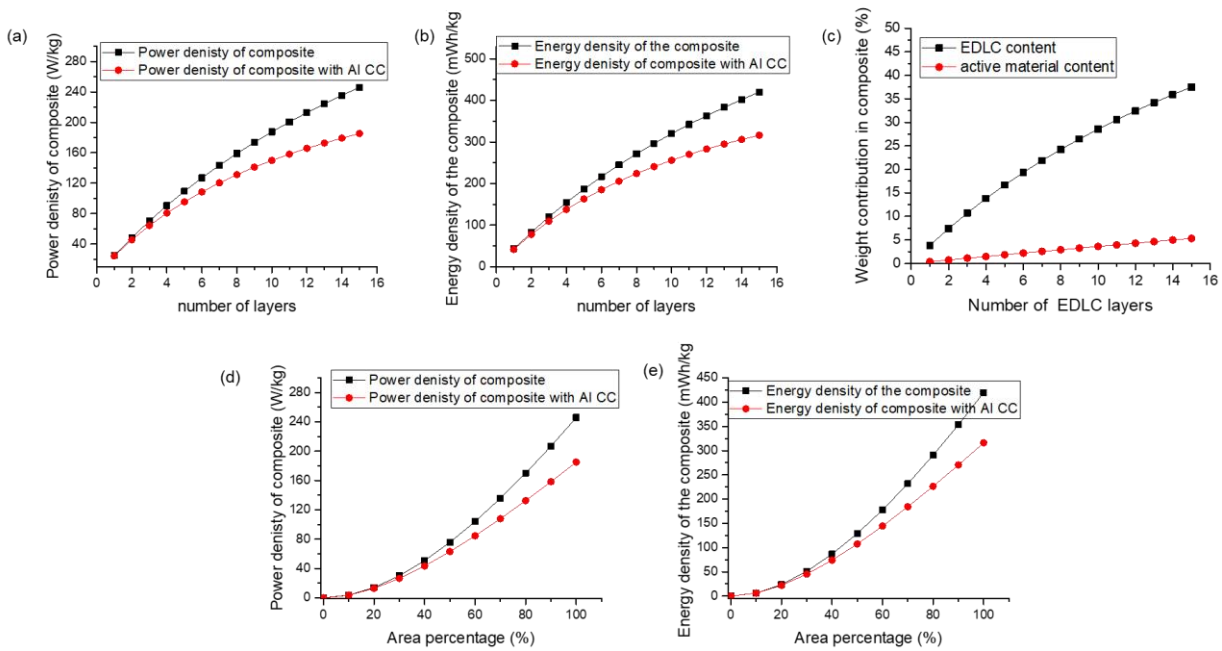 (a)
Power denisty of composite (W/kg)
Power denisty of composite
Power denisty of composite with Al CC
240
200
160
120
80
40
0 2 4 6 8 10 12 14 16
number of layers
(b)
Energy density of the composite (mWh/kg)
Energy density of the composite
Energy denisty of composite with Al CC
500
400
300
200
100
0
0 2 4 6 8 10 12 14 16
number of layers
(c)
Weight contribution in composite (%)
EDLC content
active material content
50
45
40
35
30
25
20
15
10
5
0
0 2 4 6 8 10 12 14 16
Number of EDLC layers
(d)
Power denisty of composite (W/kg)
Power denisty of composite
Power denisty of composite with Al CC
280
240
200
160
120
80
40
0
0 20 40 60 80 100
Area percentage (%)
(e)
Energy density of the composite (mWh/kg)
Energy density of the composite
Energy denisty of composite with Al CC
450
400
350
300
250
200
150
100
50
0
0 20 40 60 80 100
Area percentage (%)